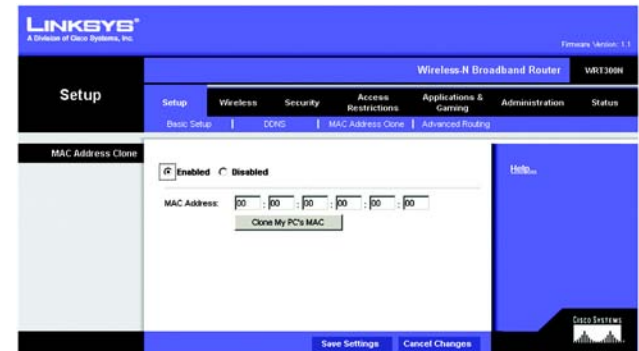 LINKSYS®
A Division of Cisco Systems, Inc.
Firmware Version: 1.1
Wireless-N Broadband Router WRT300N
Setup
Setup Wireless Security Access Restrictions Applications & Gaming Administration Status
Basic Setup | DDNS | MAC Address Clone | Advanced Routing
MAC Address Clone
Enabled Disabled
Help...
MAC Address: 00 : 00 : 00 : 00 : 00 : 00
Clone My PC's MAC
Save Settings Cancel Changes
CISCO SYSTEMS